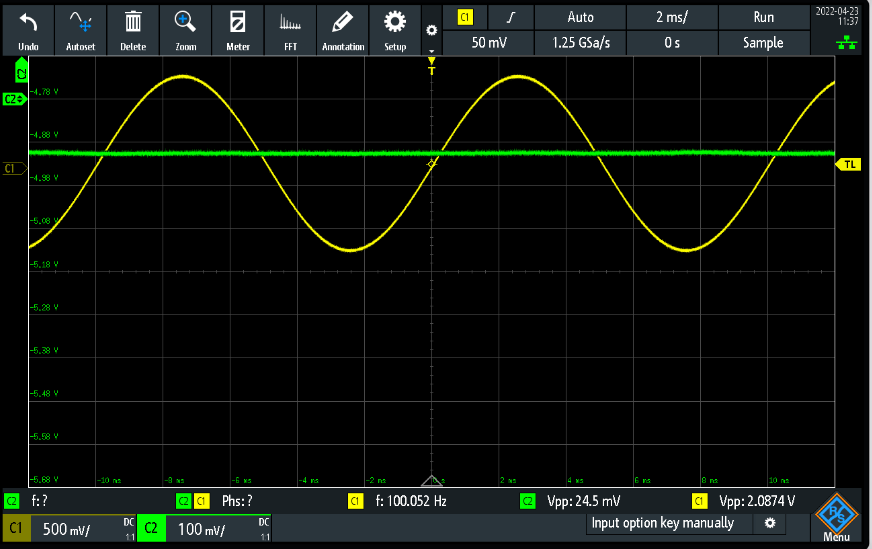 C1 Auto 2 ms/ Run 2022-04-23
11:37
Undo Autoset Delete Zoom Meter FFT Annotation Setup
50 mV 1.25 GSa/s 0 s Sample
C2
T
-4.78 V
C2
-4.88 V
C1
TL
-4.98 V
-5.08 V
-5.18 V
-5.28 V
-5.38 V
-5.48 V
-5.58 V
-5.68 V
-10 ms -8 ms -6 ms -4 ms -2 ms 0 s 2 ms 4 ms 6 ms 8 ms 10 ms
C2 f: ? C2 C1 Phs: ? C1 f: 100.052 Hz C2 Vpp: 24.5 mV C1 Vpp: 2.0874 V
C1 500 mV/ DC 1:1 C2 100 mV/ DC 1:1 Input option key manually
R&S
Menu